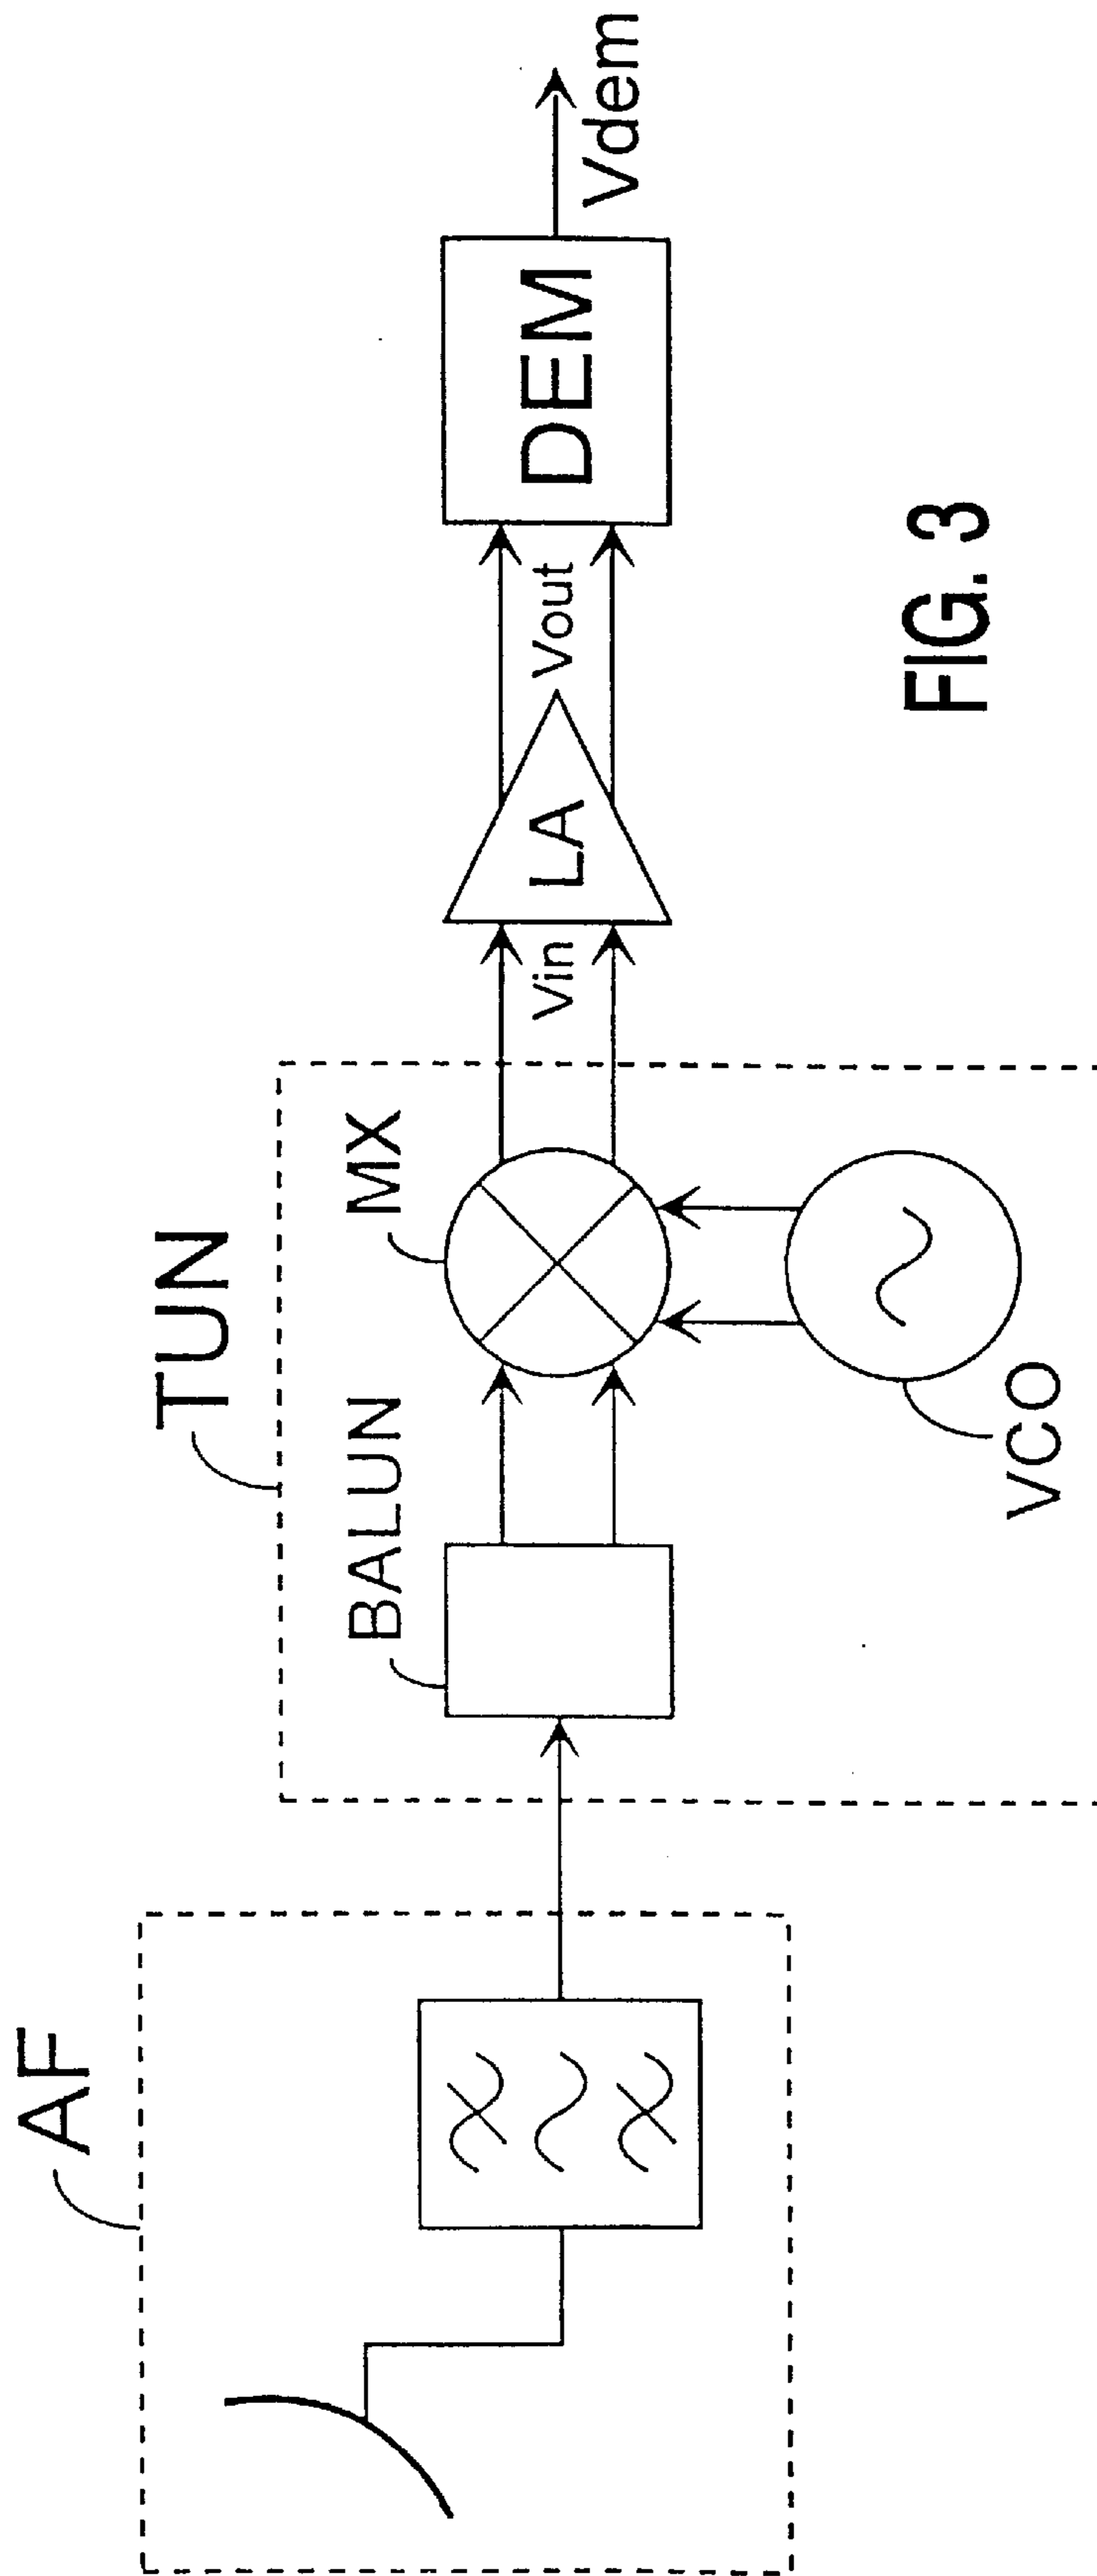 AF
TUN
BALUN
MX
VCO
Vin
LA
Vout
DEM
Vdem
FIG. 3